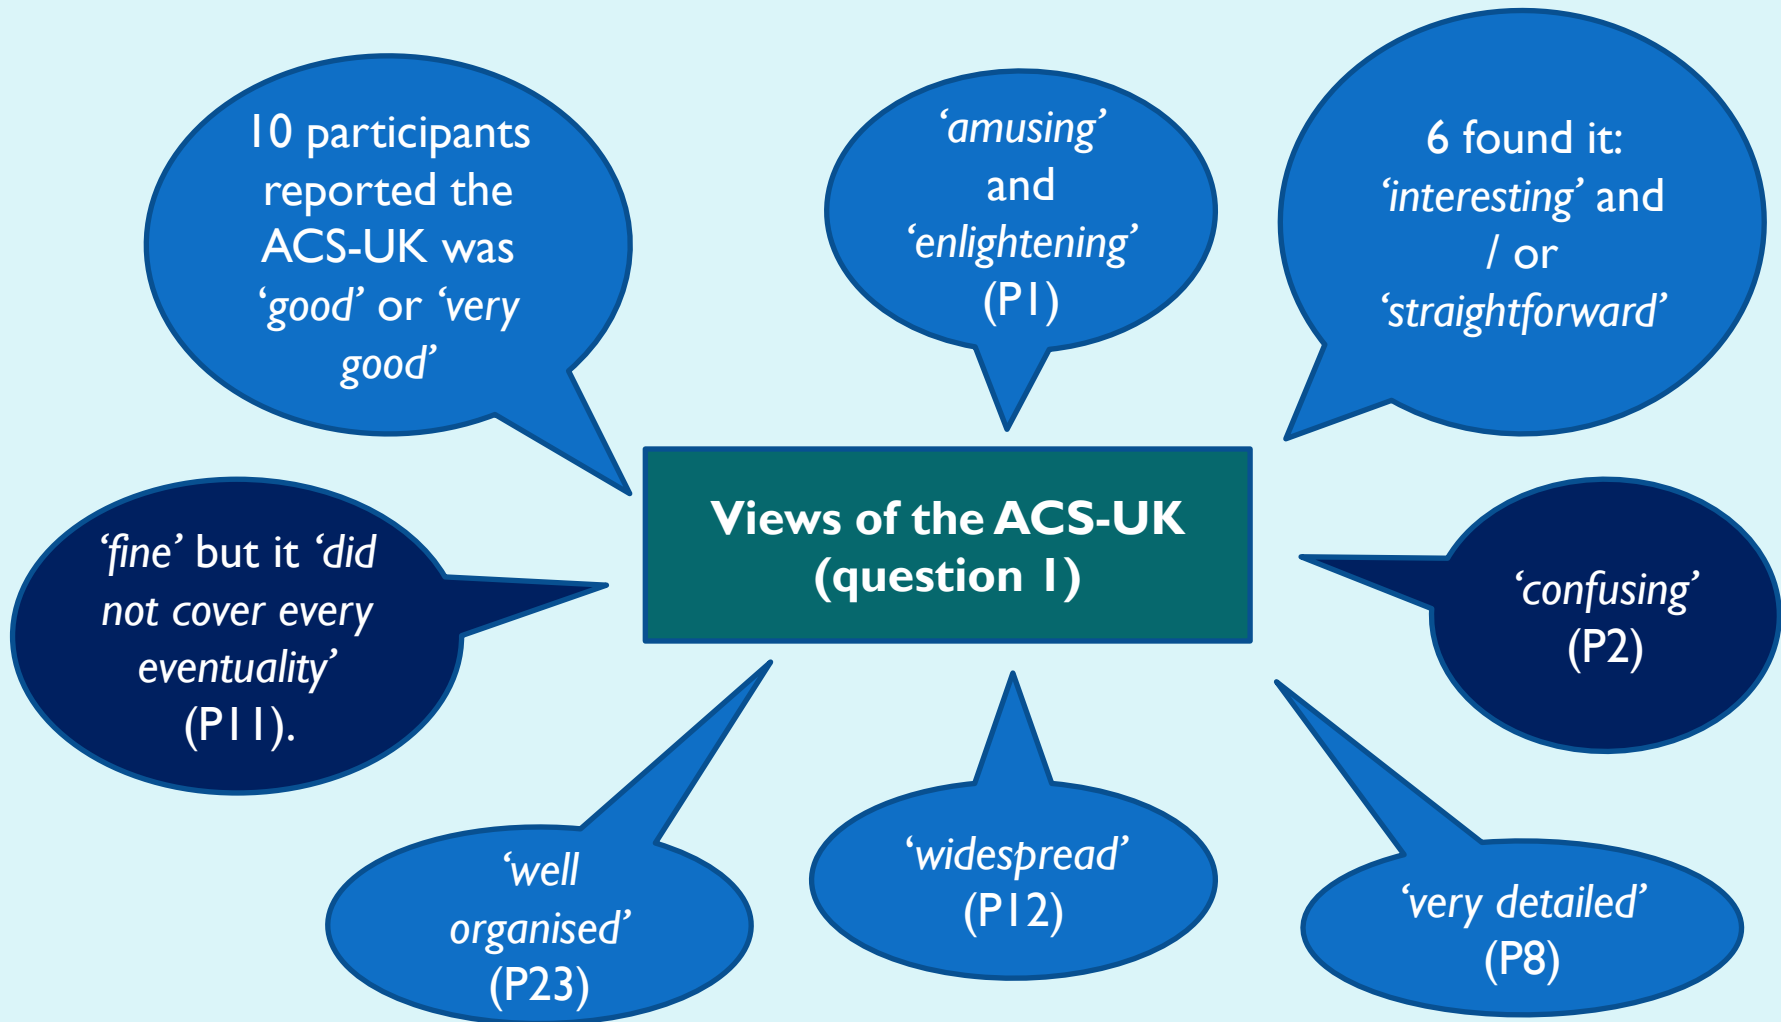 10 participants
reported the
ACS-UK was
‘good’ or ‘very
good’
‘amusing’
and
‘enlightening’
(P1)
6 found it:
‘interesting’ and
/ or
‘straightforward’
Views of the ACS-UK
(question 1)
‘fine’ but it ‘did
not cover every
eventuality’
(P11).
‘confusing’
(P2)
‘well
organised’
(P23)
‘widespread’
(P12)
‘very detailed’
(P8)